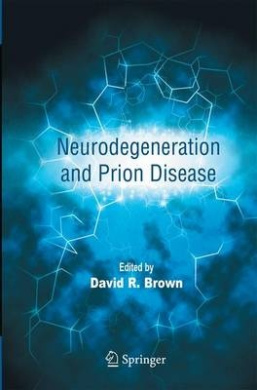 Neurodegeneration
and Prion Disease
Edited by
David R. Brown
Springer